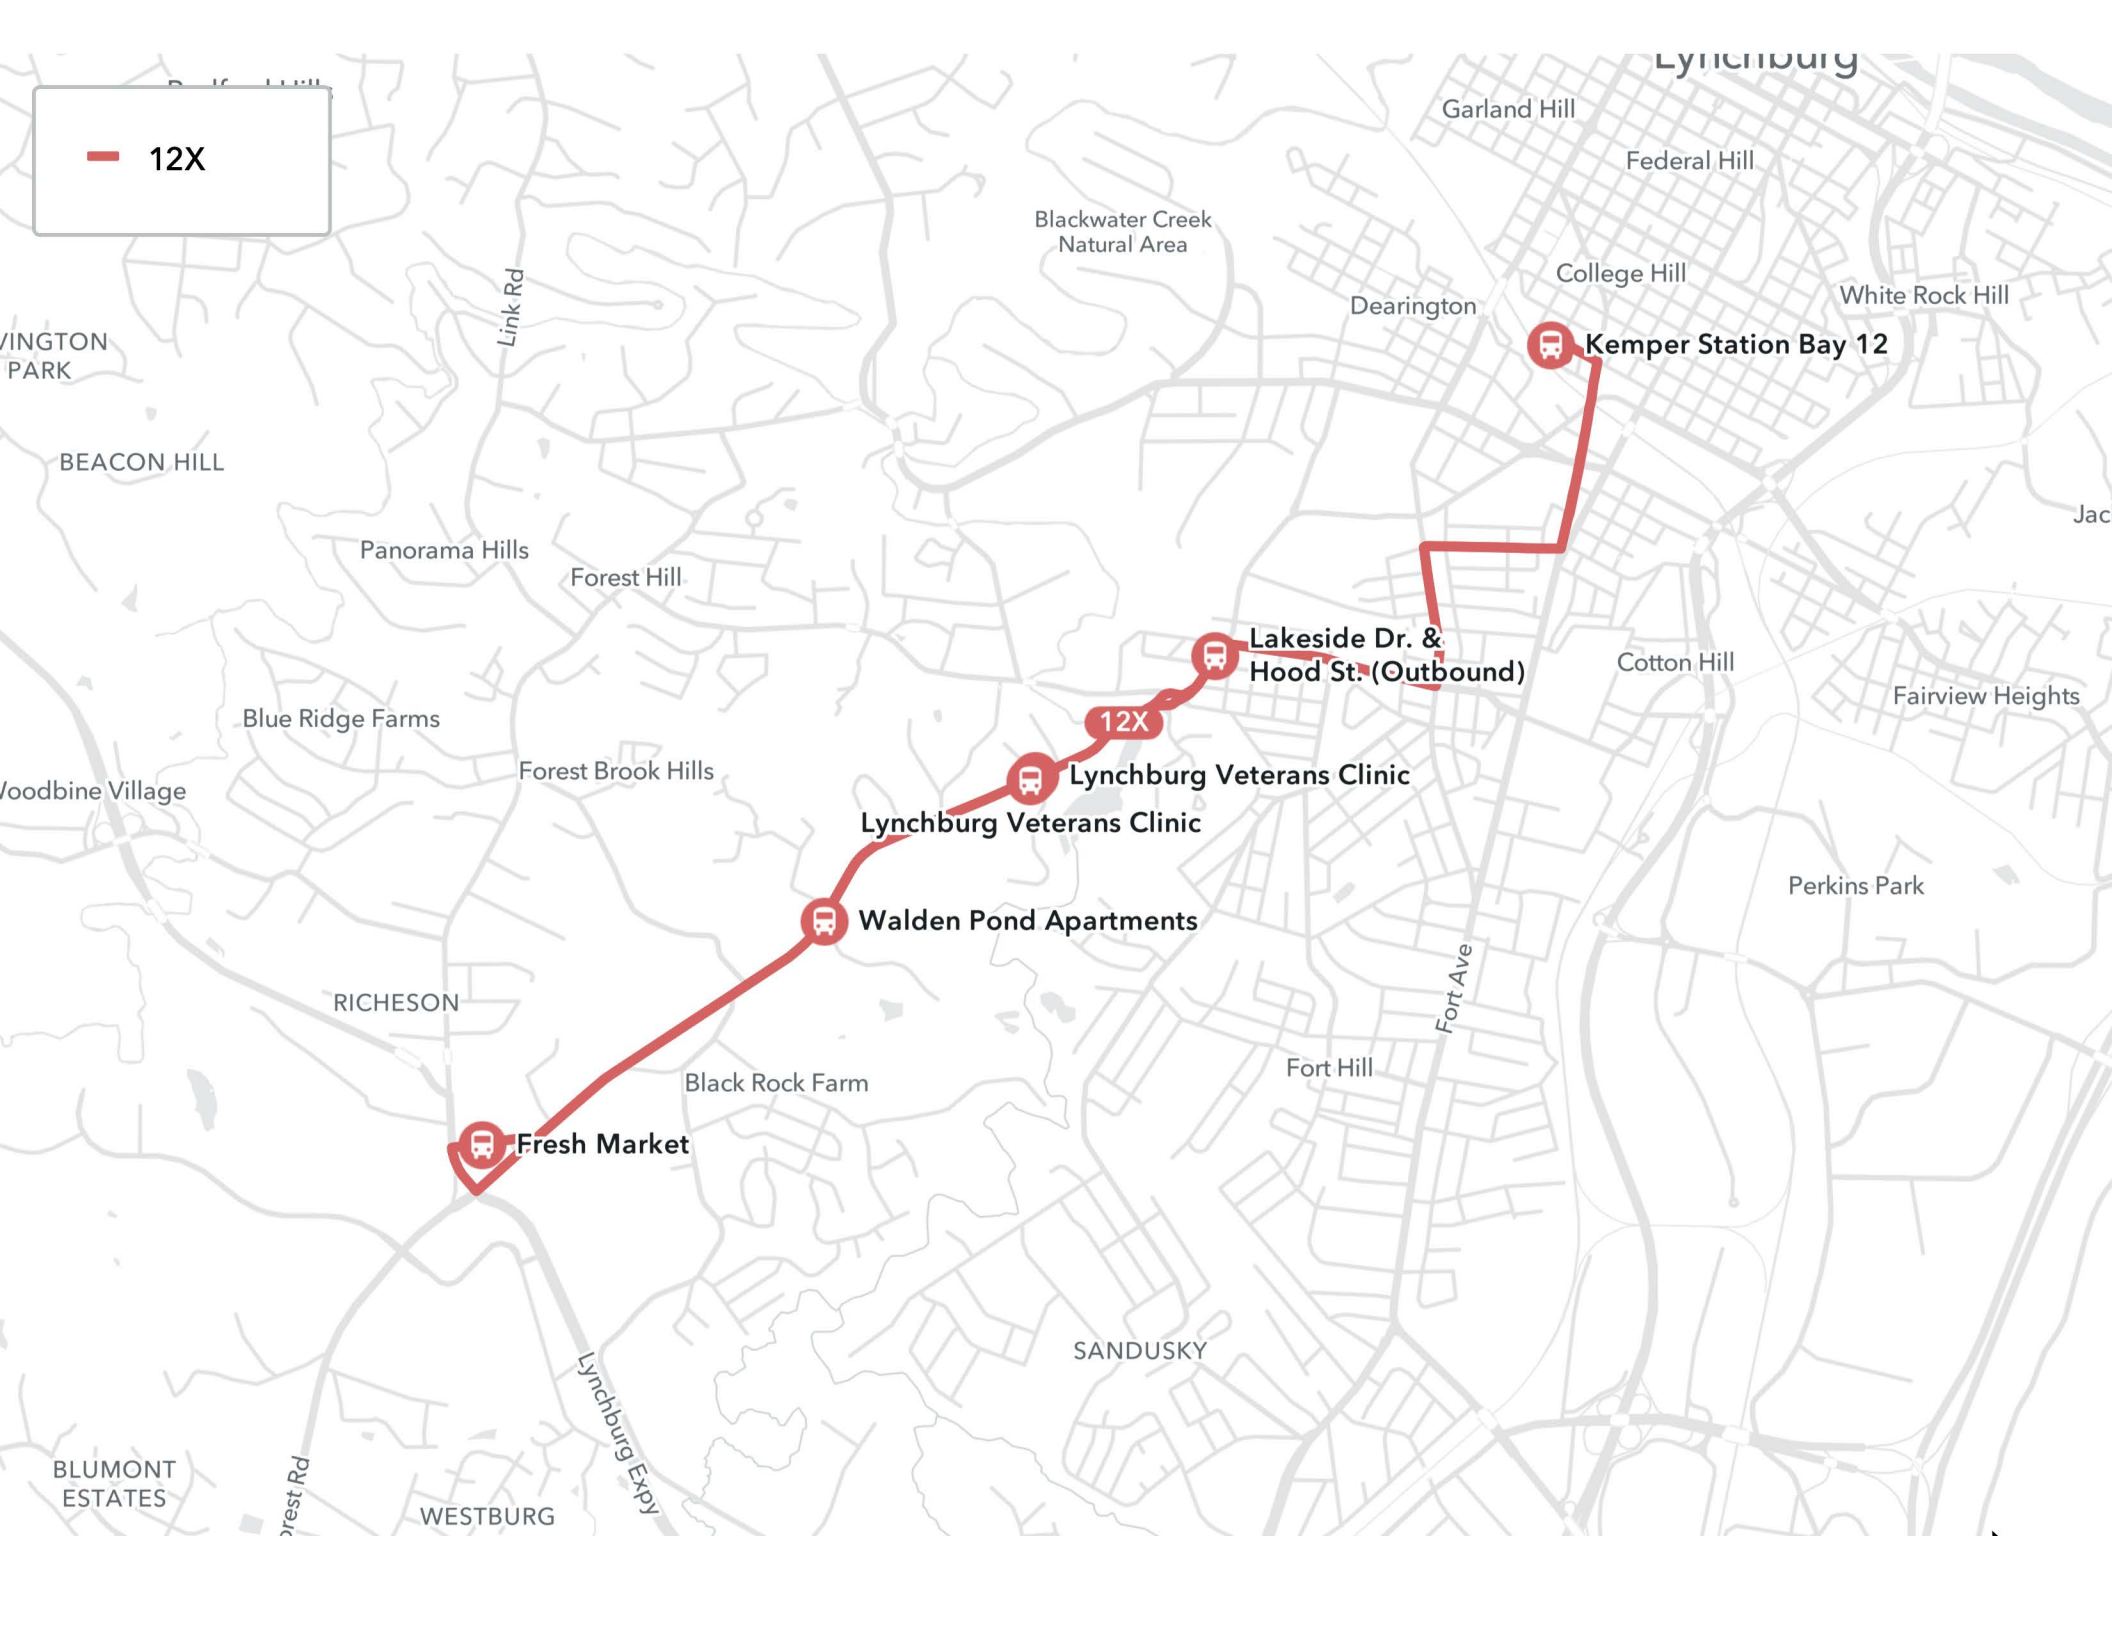 Lynchburg
Garland Hill
12X
Federal Hill
Blackwater Creek
Natural Area
College Hill
Link Rd
White Rock Hill
Dearington
PARK
Kemper Station Bay 12
BEACON HILL
Panorama Hills
Forest Hill
Lakeside Dr. &
Hood St. (Outbound)
Cotton Hill
Fairview Heights
Blue Ridge Farms
12X
Forest Brook Hills
Lynchburg Veterans Clinic
Lynchburg Veterans Clinic
Perkins Park
Walden Pond Apartments
Fort Ave
RICHESON
Fort Hill
Black Rock Farm
Fresh Market
SANDUSKY
Lynchburg Expy
BLUMONT
ESTATES
WESTBURG